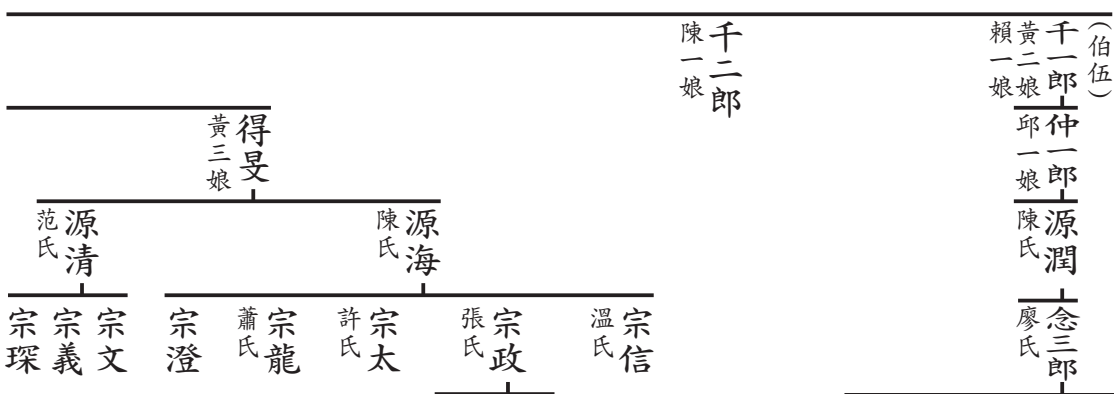 (伯伍)
千一郎
黃二娘
賴一娘
千二郎
陳一娘
仲一郎
邱一娘
得旻
黃三娘
源潤
陳氏
源海
陳氏
源清
范氏
念三郎
廖氏
宗信
溫氏
宗政
張氏
宗太
許氏
宗龍
蕭氏
宗澄
宗文
宗義
宗琛